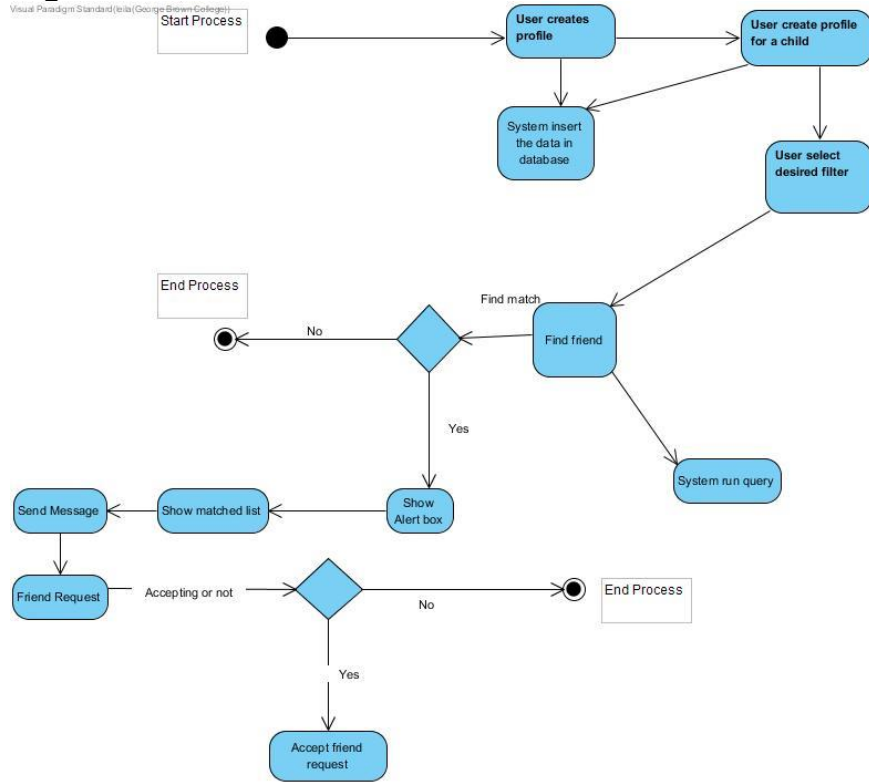 Visual Paradigm Standard(leila(George Brown College))
Start Process
User creates
profile
User create profile
for a child
System insert
the data in
database
User select
desired filter
End Process
Find match
No
Find friend
Yes
System run query
Send Message
Show matched list
Show
Alert box
Friend Request
Accepting or not
No
End Process
Yes
Accept friend
request